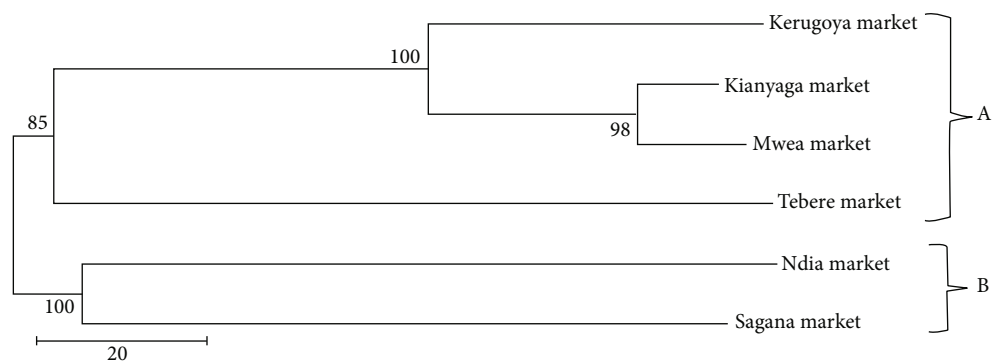 Kerugoya market
100
Kianyaga market
A
85
98
Mwea market
Tebere market
Ndia market
B
100
Sagana market
20